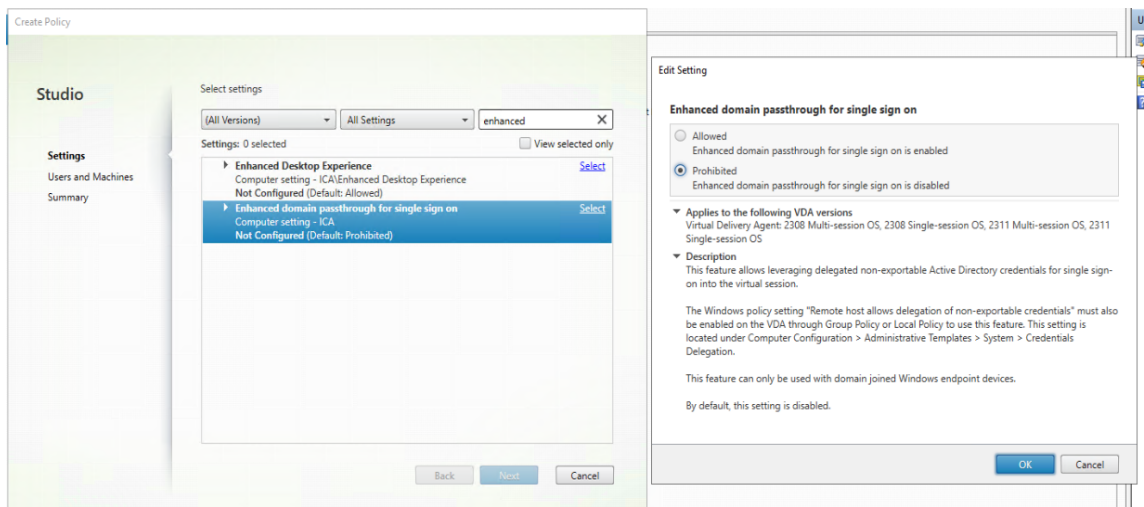 Create Policy
Studio
Settings
Users and Machines
Summary
Select settings
(All Versions)
All Settings
enhanced
Settings: 0 selected
View selected only
Enhanced Desktop Experience
Select
Computer setting - ICA\Enhanced Desktop Experience
Not Configured (Default: Allowed)
Enhanced domain passthrough for single sign on
Select
Computer setting - ICA
Not Configured (Default: Prohibited)
Back
Next
Cancel
Edit Setting
Enhanced domain passthrough for single sign on
Allowed
Enhanced domain passthrough for single sign on is enabled
Prohibited
Enhanced domain passthrough for single sign on is disabled
Applies to the following VDA versions
Virtual Delivery Agent: 2308 Multi-session OS, 2308 Single-session OS, 2311 Multi-session OS, 2311
Single-session OS
Description
This feature allows leveraging delegated non-exportable Active Directory credentials for single sign-
on into the virtual session.
The Windows policy setting "Remote host allows delegation of non-exportable credentials" must also
be enabled on the VDA through Group Policy or Local Policy to use this feature. This setting is
located under Computer Configuration > Administrative Templates > System > Credentials
Delegation.
This feature can only be used with domain joined Windows endpoint devices.
By default, this setting is disabled.
OK
Cancel